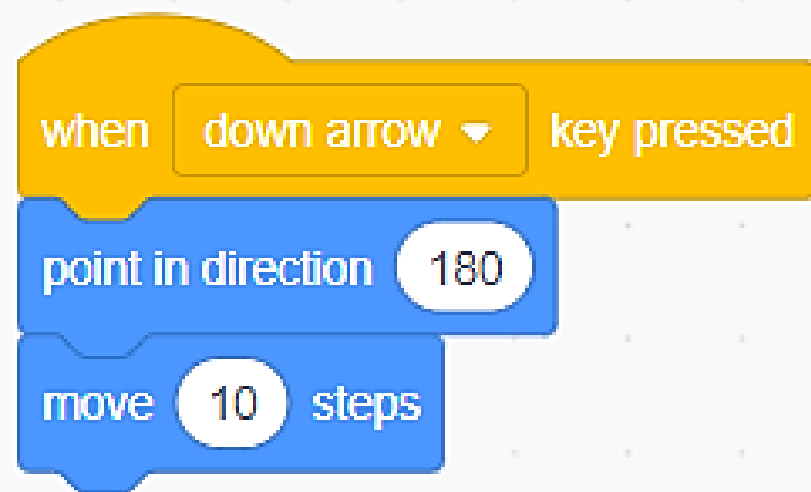 when down arrow key pressed
point in direction 180
move 10 steps